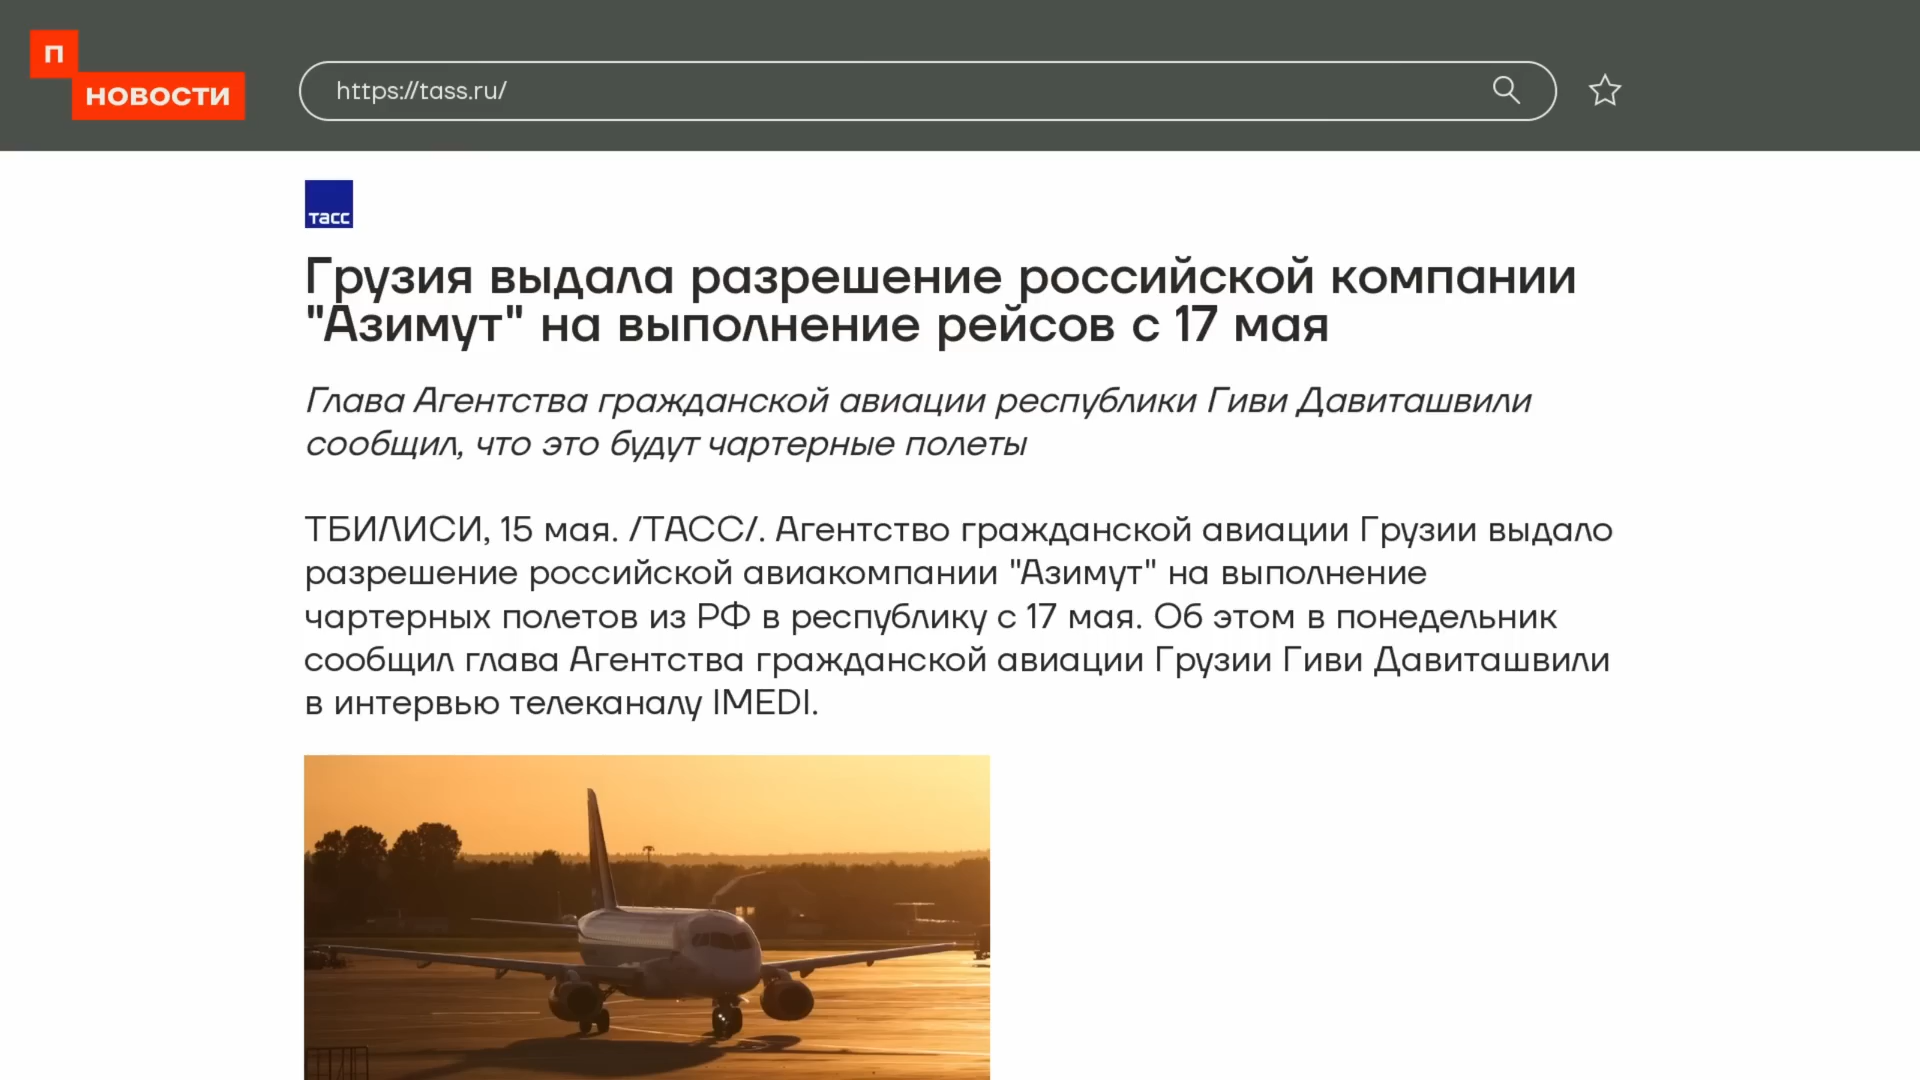 П
НОВОСТИ
https://tass.ru/
ТАСС
Грузия выдала разрешение российской компании
"Азимут" на выполнение рейсов с 17 мая
Глава Агентства гражданской авиации республики Гиви Давиташвили
сообщил, что это будут чартерные полеты
ТБИЛИСИ, 15 мая. /ТАСС/. Агентство гражданской авиации Грузии выдало
разрешение российской авиакомпании "Азимут" на выполнение
чартерных полетов из РФ в республику с 17 мая. Об этом в понедельник
сообщил глава Агентства гражданской авиации Грузии Гиви Давиташвили
в интервью телеканалу IMEDI.